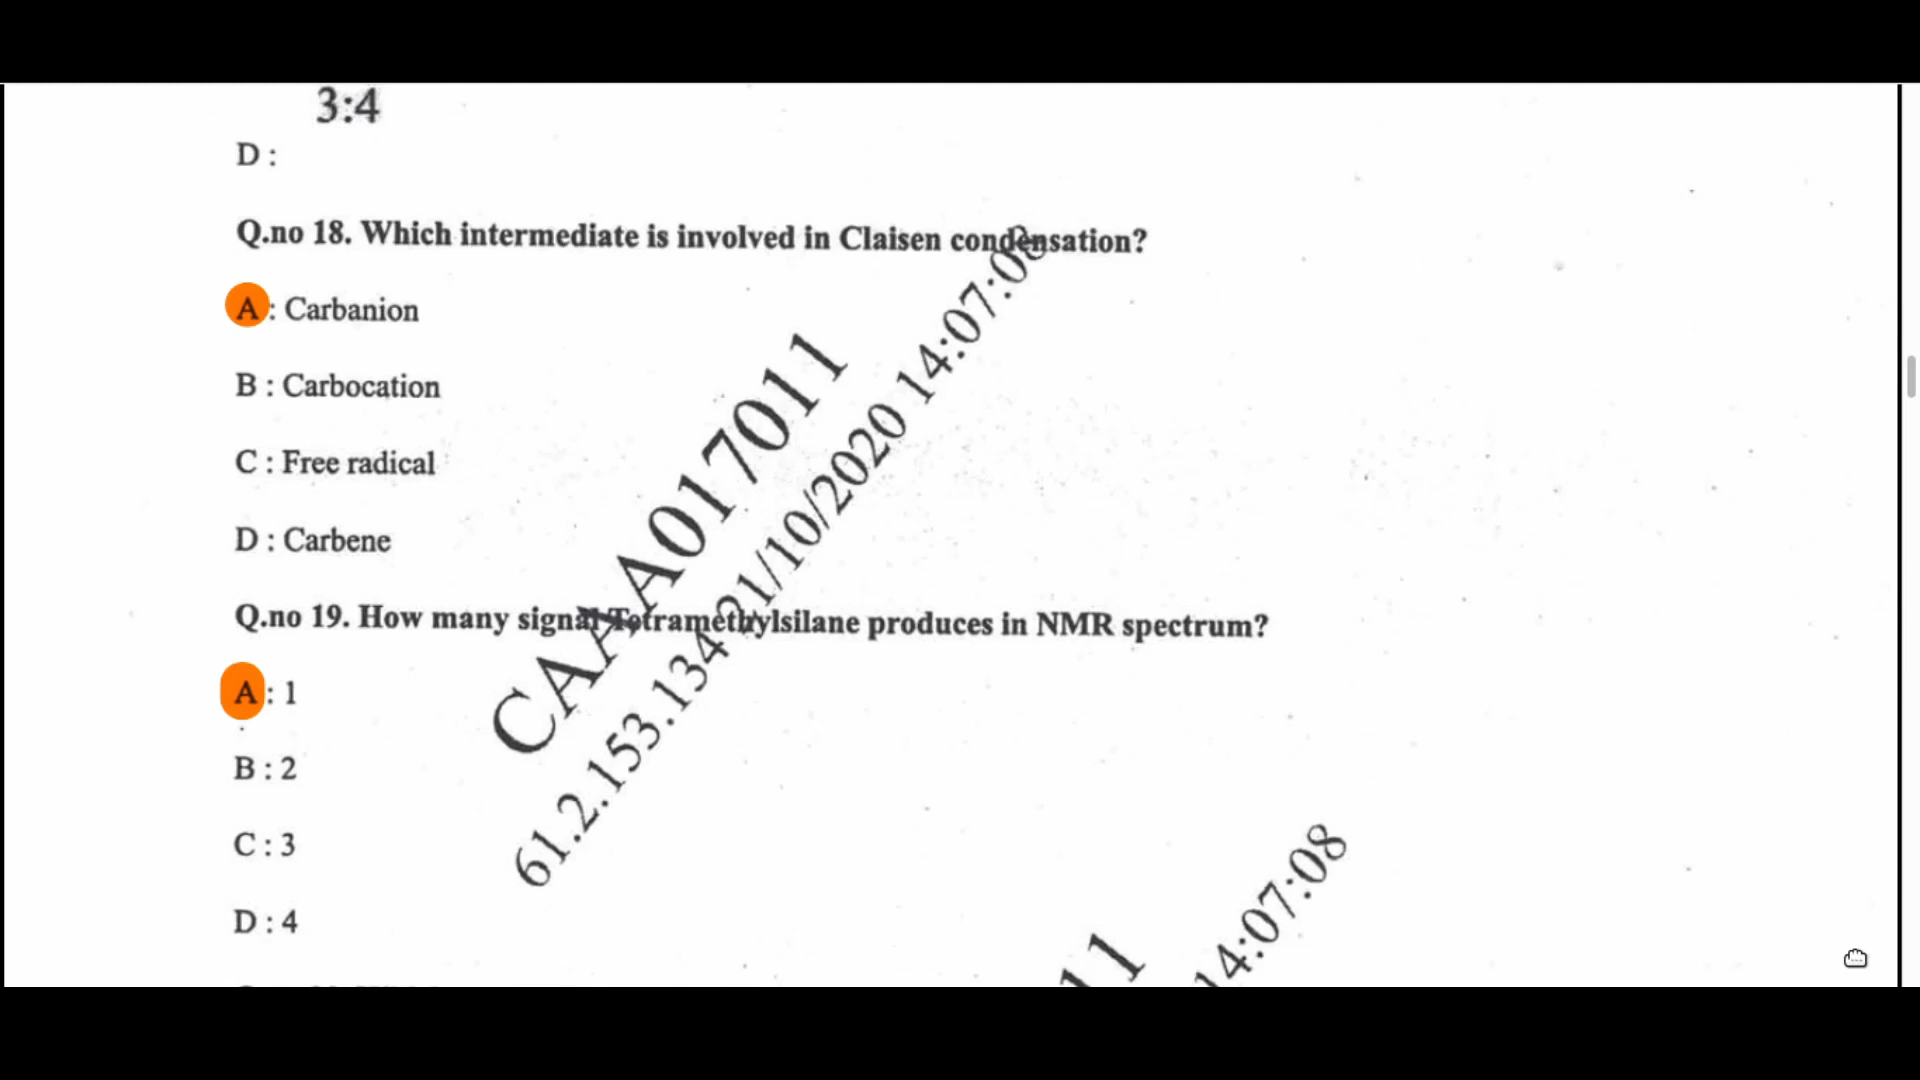 3:4
D :
Q.no 18. Which intermediate is involved in Claisen condensation?
A : Carbanion
B : Carbocation
C : Free radical
D : Carbene
Q.no 19. How many signal Tetramethylsilane produces in NMR spectrum?
A : 1
B : 2
C : 3
D : 4
CAAA017011
61.2.153.134 21/10/2020 14:07:08
11
14:07:08